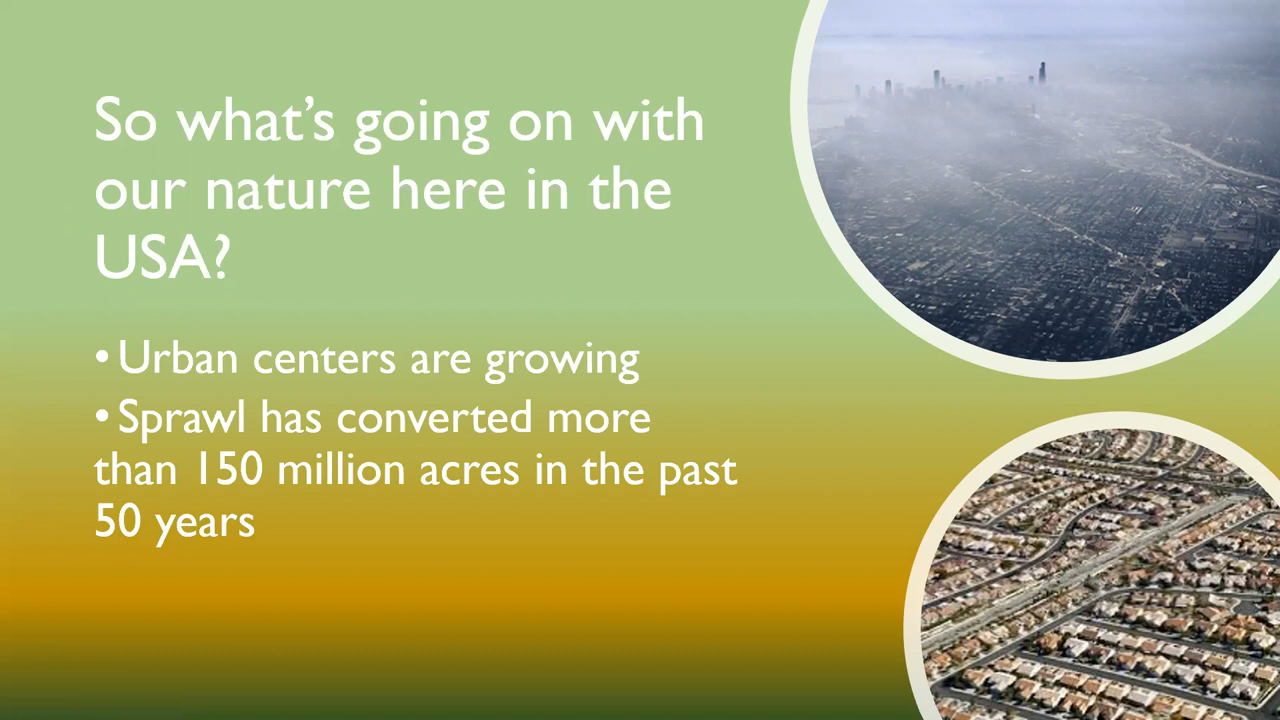 So what’s going on with
our nature here in the
USA?
• Urban centers are growing
• Sprawl has converted more
than 150 million acres in the past
50 years